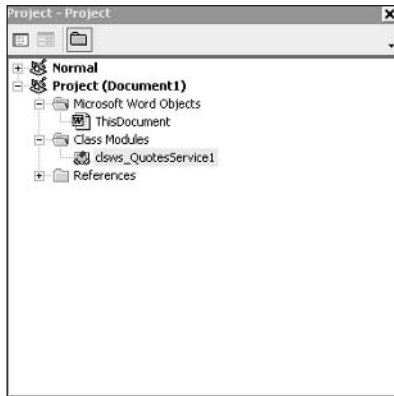 Project - Project
Normal
Project (Document1)
Microsoft Word Objects
ThisDocument
Class Modules
clsws_QuotesService1
References